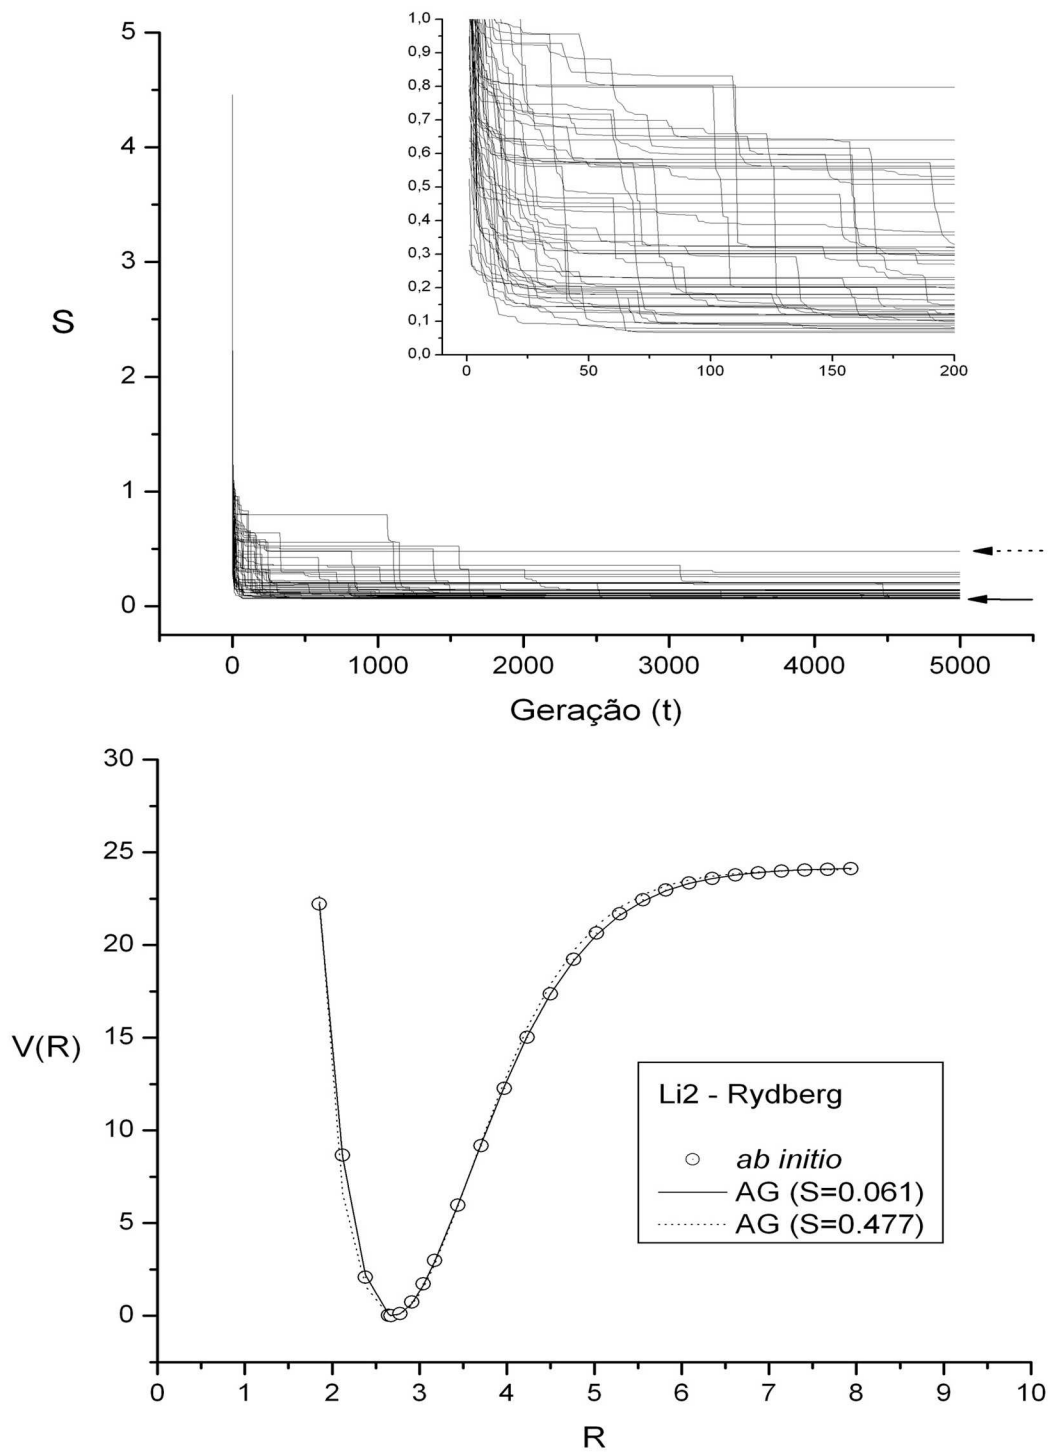 1,0
0,9
0,8
0,7
0,6
0,5
0,4
0,3
0,2
0,1
0,0
0 50 100 150 200
5
4
3
2
1
0
S
0 1000 2000 3000 4000 5000
Geração (t)
30
25
20
15
10
5
0
V(R)
Li2 - Rydberg
ab initio
AG (S=0.061)
AG (S=0.477)
0 1 2 3 4 5 6 7 8 9 10
R